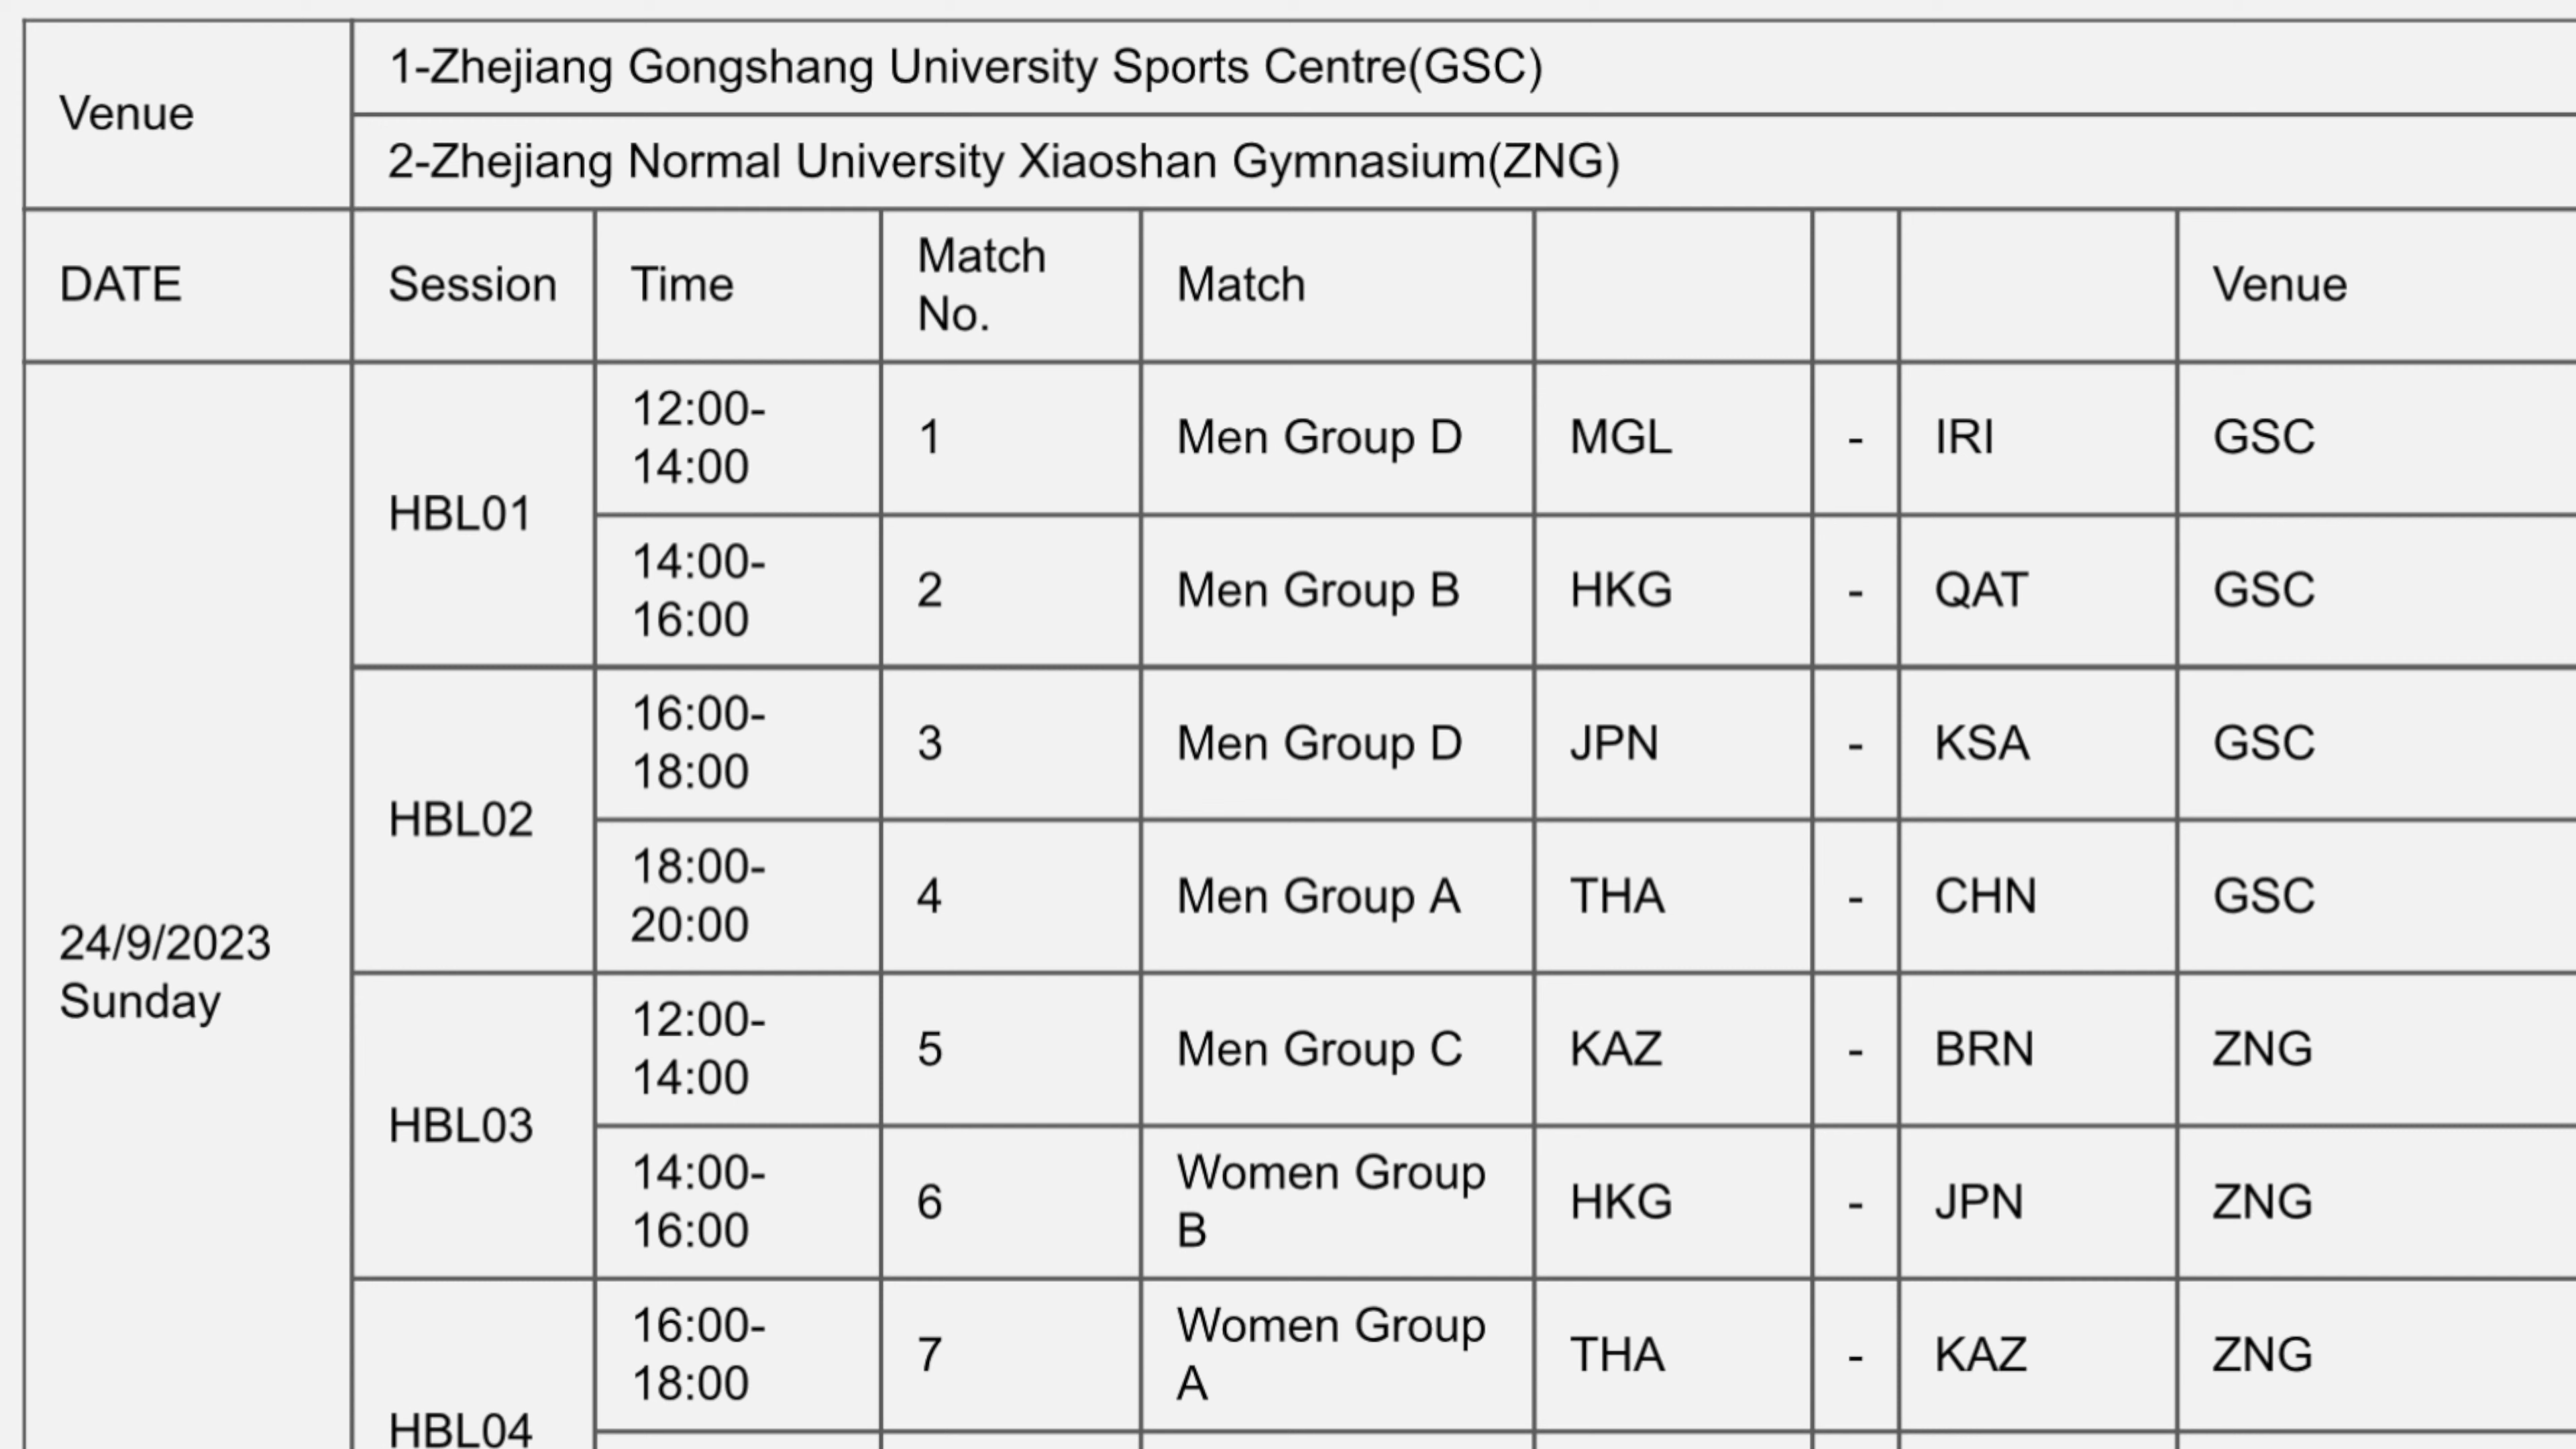 Venue
1-Zhejiang Gongshang University Sports Centre(GSC)
2-Zhejiang Normal University Xiaoshan Gymnasium(ZNG)
DATE
Session
Time
Match
No.
Match
Venue
24/9/2023
Sunday
HBL01
12:00-
14:00
1
Men Group D
MGL
-
IRI
GSC
14:00-
16:00
2
Men Group B
HKG
-
QAT
GSC
HBL02
16:00-
18:00
3
Men Group D
JPN
-
KSA
GSC
18:00-
20:00
4
Men Group A
THA
-
CHN
GSC
HBL03
12:00-
14:00
5
Men Group C
KAZ
-
BRN
ZNG
14:00-
16:00
6
Women Group
B
HKG
-
JPN
ZNG
HBL04
16:00-
18:00
7
Women Group
A
THA
-
KAZ
ZNG